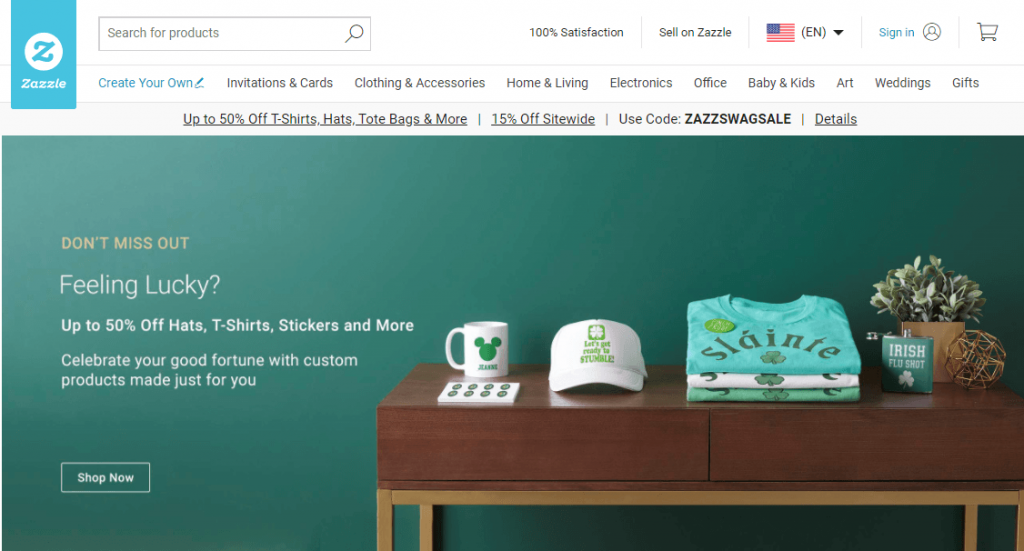 Zazzle
Search for products
100% Satisfaction
Sell on Zazzle
(EN)
Sign in
Create Your Own
Invitations & Cards
Clothing & Accessories
Home & Living
Electronics
Office
Baby & Kids
Art
Weddings
Gifts
Up to 50% Off T-Shirts, Hats, Tote Bags & More | 15% Off Sitewide | Use Code: ZAZZSWAGSALE | Details
DON'T MISS OUT
Feeling Lucky?
Up to 50% Off Hats, T-Shirts, Stickers and More
Celebrate your good fortune with custom
products made just for you
Shop Now
JEANNE
Let's get
ready to
STUMBLE!
Sláinte
IRISH
FLU SHOT